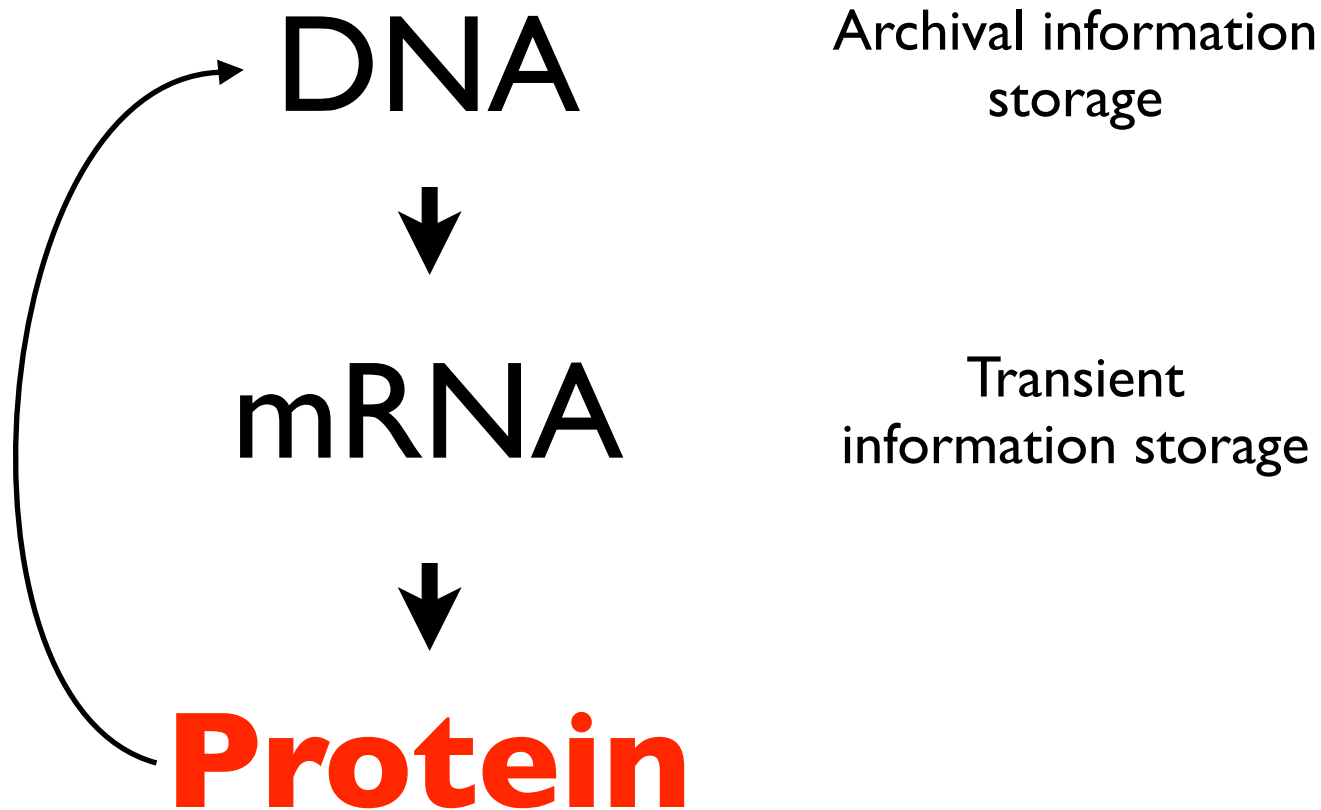 DNA
Archival information
storage
mRNA
Transient
information storage
Protein